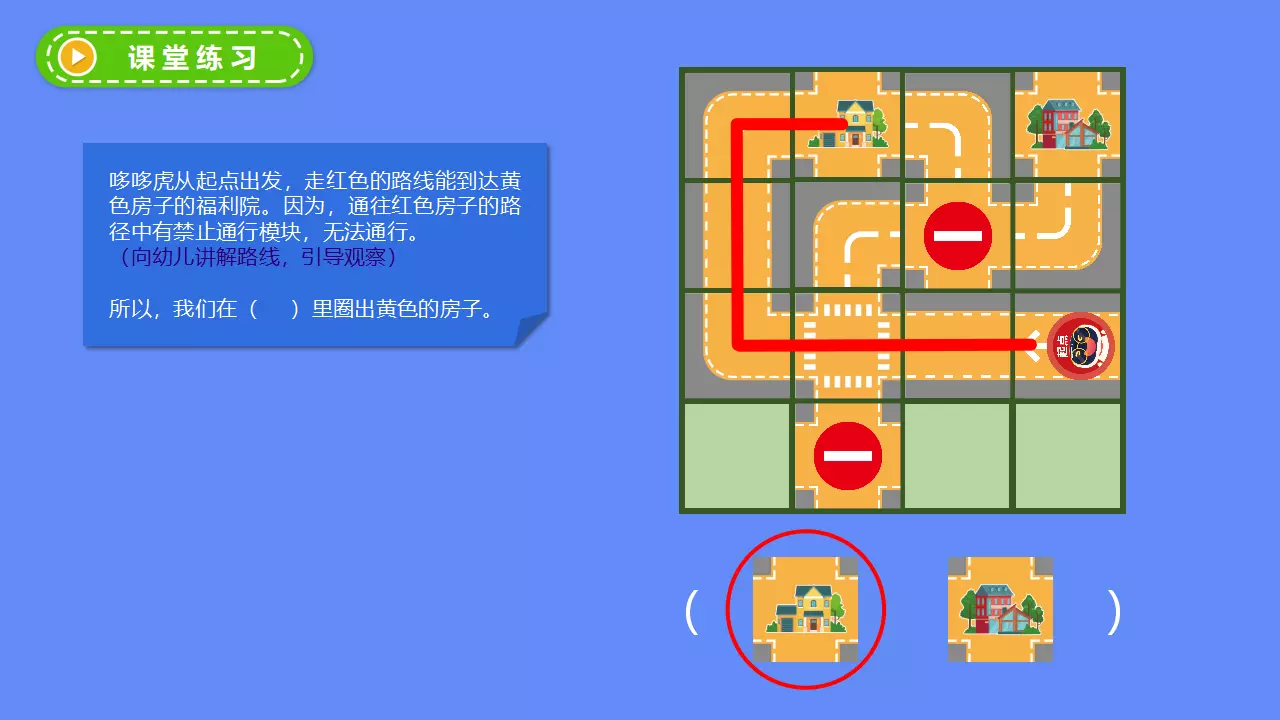 课堂练习
哆哆虎从起点出发，走红色的路线能到达黄
色房子的福利院。因为，通往红色房子的路
径中有禁止通行模块，无法通行。
（向幼儿讲解路线，引导观察）
所以，我们在（  ）里圈出黄色的房子。
起点
（  ）